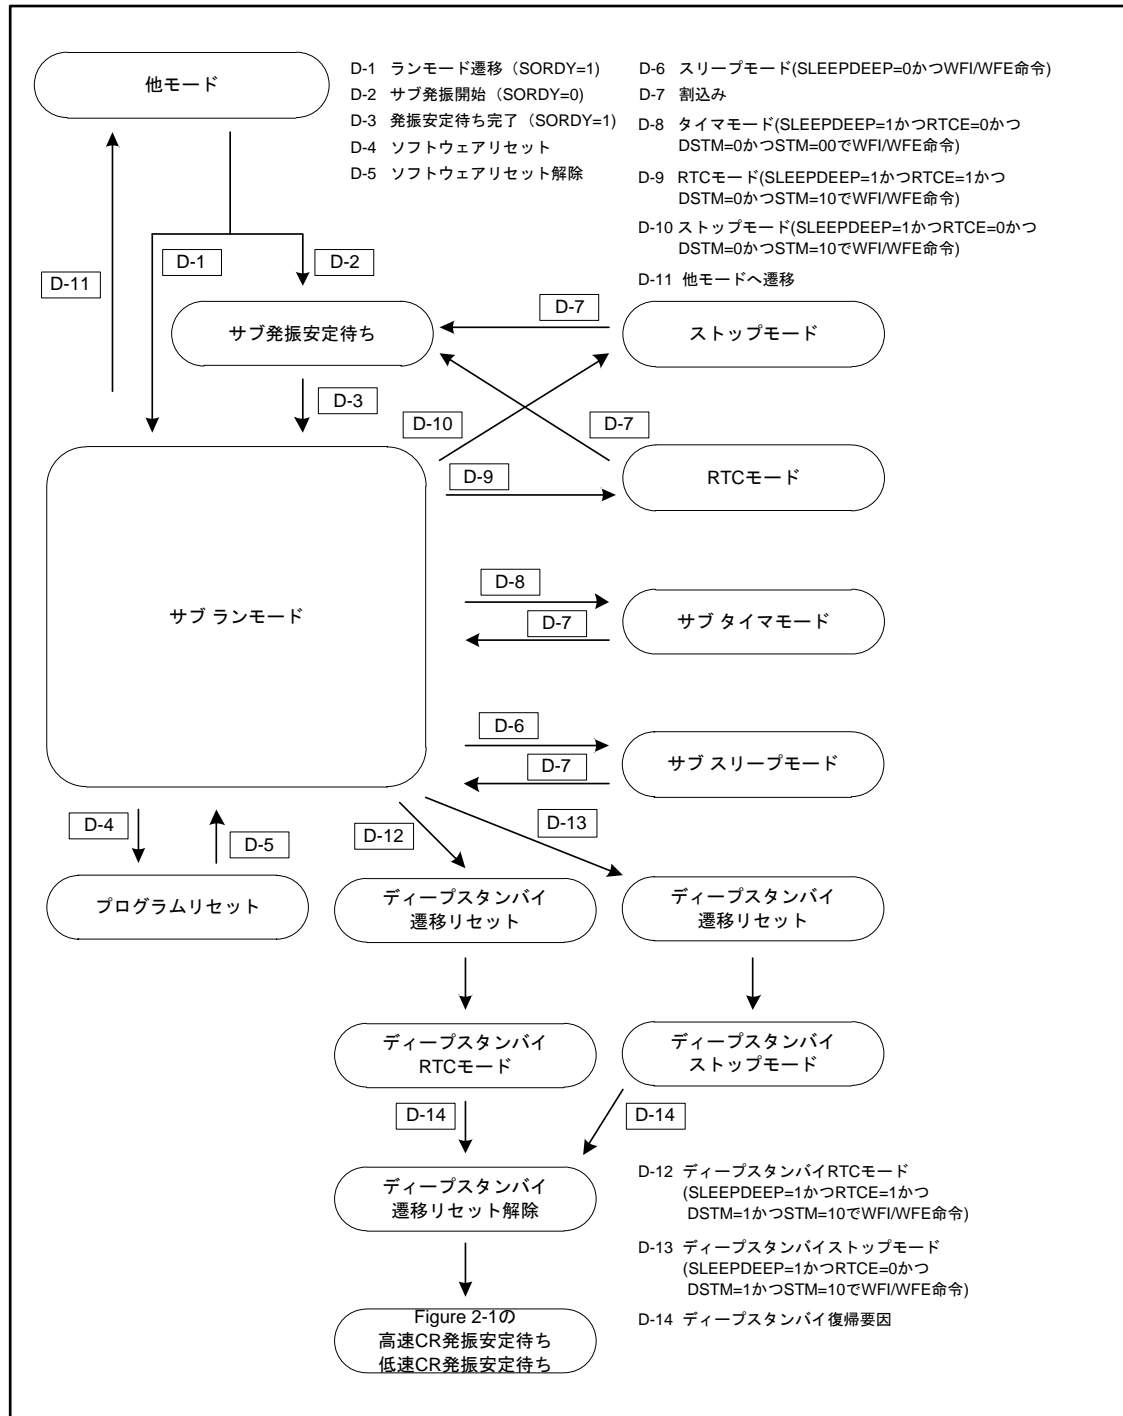 他モード
D-1 ランモード遷移（SORDY=1）
D-2 サブ発振開始（SORDY=0）
D-3 発振安定待ち完了（SORDY=1）
D-4 ソフトウェアリセット
D-5 ソフトウェアリセット解除
D-6 スリープモード(SLEEPDEEP=0かつWFI/WFE命令)
D-7 割込み
D-8 タイマモード(SLEEPDEEP=1かつRTCE=0かつ
DSTM=0かつSTM=00でWFI/WFE命令)
D-9 RTCモード(SLEEPDEEP=1かつRTCE=1かつ
DSTM=0かつSTM=10でWFI/WFE命令)
D-10 ストップモード(SLEEPDEEP=1かつRTCE=0かつ
DSTM=0かつSTM=10でWFI/WFE命令)
D-11 他モードへ遷移
D-11
D-1
D-2
サブ発振安定待ち
D-7
ストップモード
D-3
D-10
D-7
D-9
RTCモード
サブ ランモード
D-8
D-7
サブ タイマモード
D-6
D-7
サブ スリープモード
D-4
D-5
D-12
D-13
プログラムリセット
ディープスタンバイ
遷移リセット
ディープスタンバイ
遷移リセット
ディープスタンバイ
RTCモード
ディープスタンバイ
ストップモード
D-14
D-14
ディープスタンバイ
遷移リセット解除
D-12 ディープスタンバイRTCモード
(SLEEPDEEP=1かつRTCE=1かつ
DSTM=1かつSTM=10でWFI/WFE命令)
D-13 ディープスタンバイストップモード
(SLEEPDEEP=1かつRTCE=0かつ
DSTM=1かつSTM=10でWFI/WFE命令)
D-14 ディープスタンバイ復帰要因
Figure 2-1の
高速CR発振安定待ち
低速CR発振安定待ち